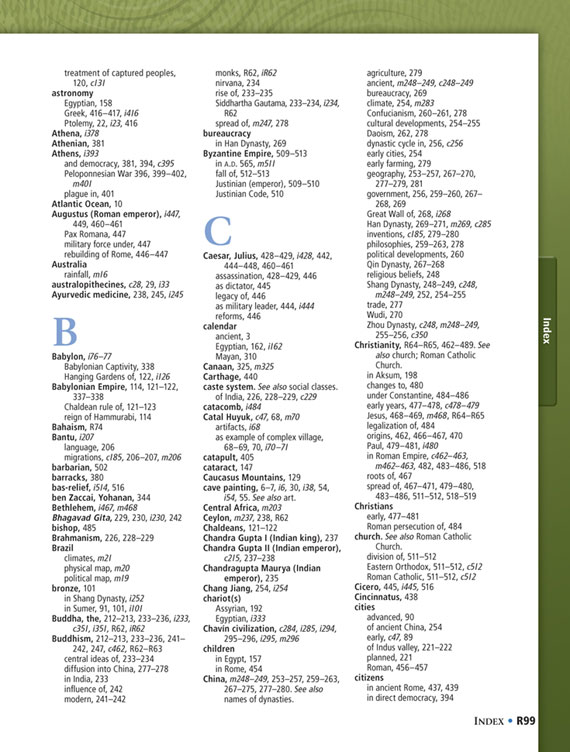 treatment of captured peoples,
120, c131
astronomy
Egyptian, 158
Greek, 416–417, i416
Ptolemy, 22, i23, 416
Athena, i378
Athenian, 381
Athens, i393
and democracy, 381, 394, c395
Peloponnesian War 396, 399–402,
m401
plague in, 401
Atlantic Ocean, 10
Augustus (Roman emperor), i447,
449, 460–461
Pax Romana, 447
military force under, 447
rebuilding of Rome, 446–447
Australia
rainfall, m16
australopithecines, c28, 29, i33
Ayurvedic medicine, 238, 245, i245
B
Babylon, i76–77
Babylonian Captivity, 338
Hanging Gardens of, 122, i126
Babylonian Empire, 114, 121–122,
337–338
Chaldean rule of, 121–123
reign of Hammurabi, 114
Bahaism, R74
Bantu, i207
language, 206
migrations, c185, 206–207, m206
barbarian, 502
barracks, 380
bas-relief, i514, 516
ben Zaccai, Yohanan, 344
Bethlehem, i467, m468
Bhagavad Gita, 229, 230, i230, 242
bishop, 485
Brahmanism, 226, 228–229
Brazil
climates, m21
physical map, m20
political map, m19
bronze, 101
in Shang Dynasty, i252
in Sumer, 91, 101, i101
Buddha, the, 212–213, 233–236, i233,
c351, i351, R62, iR62
Buddhism, 212–213, 233–236, 241–
242, 247, c462, R62–R63
central ideas of, 233–234
diffusion into China, 277–278
in India, 233
influence of, 242
modern, 241–242
monks, R62, iR62
nirvana, 234
rise of, 233–235
Siddhartha Gautama, 233–234, i234,
R62
spread of, m247, 278
bureaucracy
in Han Dynasty, 269
Byzantine Empire, 509–513
in A.D. 565, m511
fall of, 512–513
Justinian (emperor), 509–510
Justinian Code, 510
C
Caesar, Julius, 428–429, i428, 442,
444–448, 460–461
assassination, 428–429, 446
as dictator, 445
legacy of, 446
as military leader, 444, i444
reforms, 446
calendar
ancient, 3
Egyptian, 162, i162
Mayan, 310
Canaan, 325, m325
Carthage, 440
caste system. See also social classes.
of India, 226, 228–229, c229
catacomb, i484
Catal Huyuk, c47, 68, m70
artifacts, i68
as example of complex village,
68–69, 70, i70–71
catapult, 405
cataract, 147
Caucasus Mountains, 129
cave painting, 6–7, i6, 30, i38, 54,
i54, 55. See also art.
Central Africa, m203
Ceylon, m237, 238, R62
Chaldeans, 121–122
Chandra Gupta I (Indian king), 237
Chandra Gupta II (Indian emperor),
c215, 237–238
Chandragupta Maurya (Indian
emperor), 235
Chang Jiang, 254, i254
chariot(s)
Assyrian, 192
Egyptian, i333
Chavin civilization, c284, i285, i294,
295–296, i295, m296
children
in Egypt, 157
in Rome, 454
China, m248–249, 253–257, 259–263,
267–275, 277–280. See also
names of dynasties.
agriculture, 279
ancient, m248–249, c248–249
bureaucracy, 269
climate, 254, m283
Confucianism, 260–261, 278
cultural developments, 254–255
Daoism, 262, 278
dynastic cycle in, 256, c256
early cities, 254
early farming, 279
geography, 253–257, 267–270,
277–279, 281
government, 256, 259–260, 267–
268, 269
Great Wall of, 268, i268
Han Dynasty, 269–271, m269, c285
inventions, c185, 279–280
philosophies, 259–263, 278
political developments, 260
Qin Dynasty, 267–268
religious beliefs, 248
Shang Dynasty, 248–249, c248,
m248–249, 252, 254–255
trade, 277
Wudi, 270
Zhou Dynasty, c248, m248–249,
255–256, c350
Christianity, R64–R65, 462–489. See
also church; Roman Catholic
Church.
in Aksum, 198
changes to, 480
under Constantine, 484–486
early years, 477–478, c478–479
Jesus, 468–469, m468, R64–R65
legalization of, 484
origins, 462, 466–467, 470
Paul, 479–481, i480
in Roman Empire, c462–463,
m462–463, 482, 483–486, 518
roots of, 467
spread of, 467–471, 479–480,
483–486, 511–512, 518–519
Christians
early, 477–481
Roman persecution of, 484
church. See also Roman Catholic
Church.
division of, 511–512
Eastern Orthodox, 511–512, c512
Roman Catholic, 511–512, c512
Cicero, 445, i445, 516
Cincinnatus, 438
cities
advanced, 90
of ancient China, 254
early, c47, 89
of Indus valley, 221–222
planned, 221
Roman, 456–457
citizens
in ancient Rome, 437, 439
in direct democracy, 394
Index
INDEX • R99